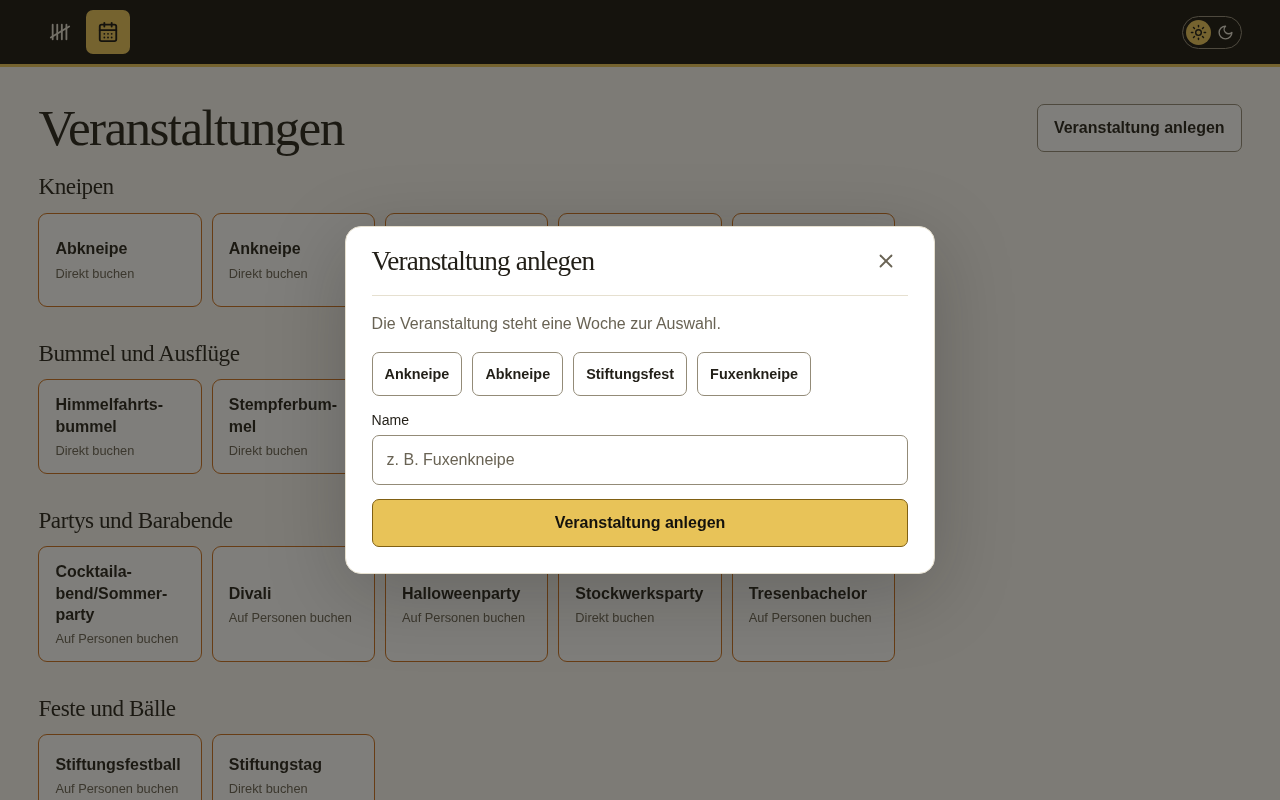 Veranstaltungen
Veranstaltung anlegen
Kneipen
Abkneipe
Direkt buchen
Ankneipe
Direkt buchen
Veranstaltung anlegen
Die Veranstaltung steht eine Woche zur Auswahl.
Ankneipe
Abkneipe
Stiftungsfest
Fuxenkneipe
Name
z. B. Fuxenkneipe
Veranstaltung anlegen
Bummel und Ausflüge
Himmelfahrts-
bummel
Direkt buchen
Stempferbum-
mel
Direkt buchen
Partys und Barabende
Cocktaila-
bend/Sommer-
party
Auf Personen buchen
Divali
Auf Personen buchen
Halloweenparty
Auf Personen buchen
Stockwerksparty
Direkt buchen
Tresenbachelor
Auf Personen buchen
Feste und Bälle
Stiftungsfestball
Auf Personen buchen
Stiftungstag
Direkt buchen